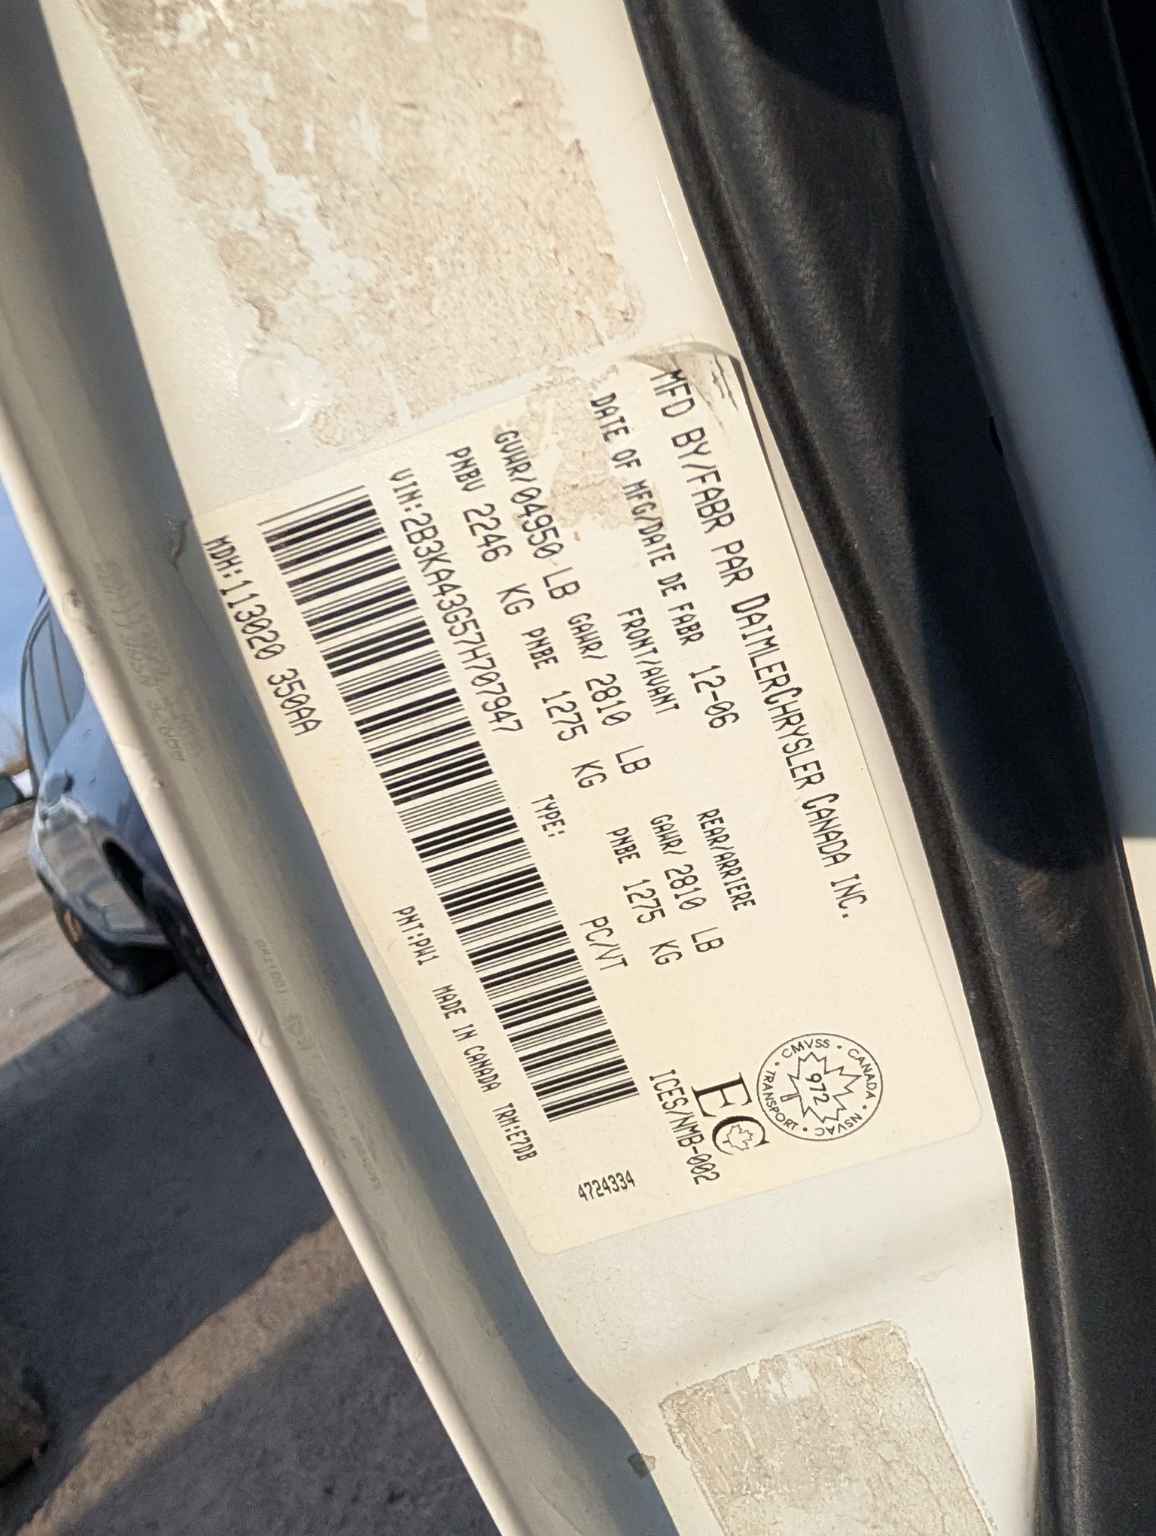 MFD BY/FABR PAR DAIMLERCHRYSLER CANADA INC.
DATE OF MFG/DATE DE FABR 12-06
FRONT/AVANT REAR/ARRIERE
GVWR/04950 LB GAWR/ 2810 LB GAWR/ 2810 LB
PNBV 2246 KG PNBE 1275 KG PNBE 1275 KG
VIN:2B3KA43G57H707947 TYPE: PC/VT
CMVSS • CANADA • NSVAC • TRANSPORT •
972
EC
ICES/NMB-002
MDH:113020 350AA PNT:PW1 MADE IN CANADA TRM:E7DB
4724334